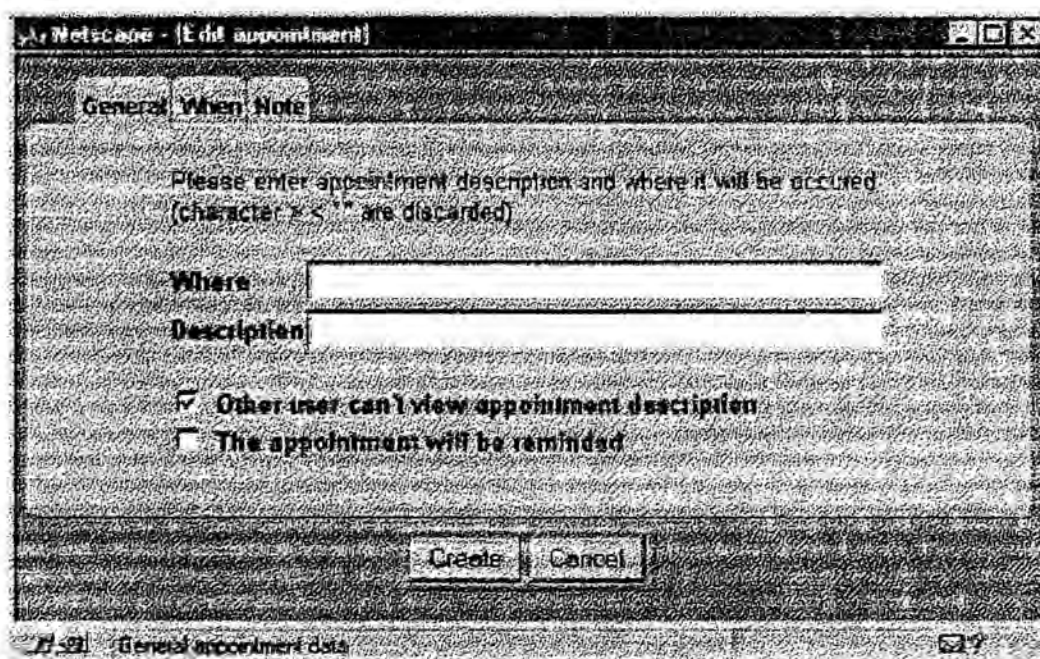 Netscape - [Edit appointment]
General When Note
Please enter appointment description and where it will be occured
(character > < "" are discarded)
Where
Description
Other user can't view appointment description
The appointment will be reminded
Create Cancel
General appointment data